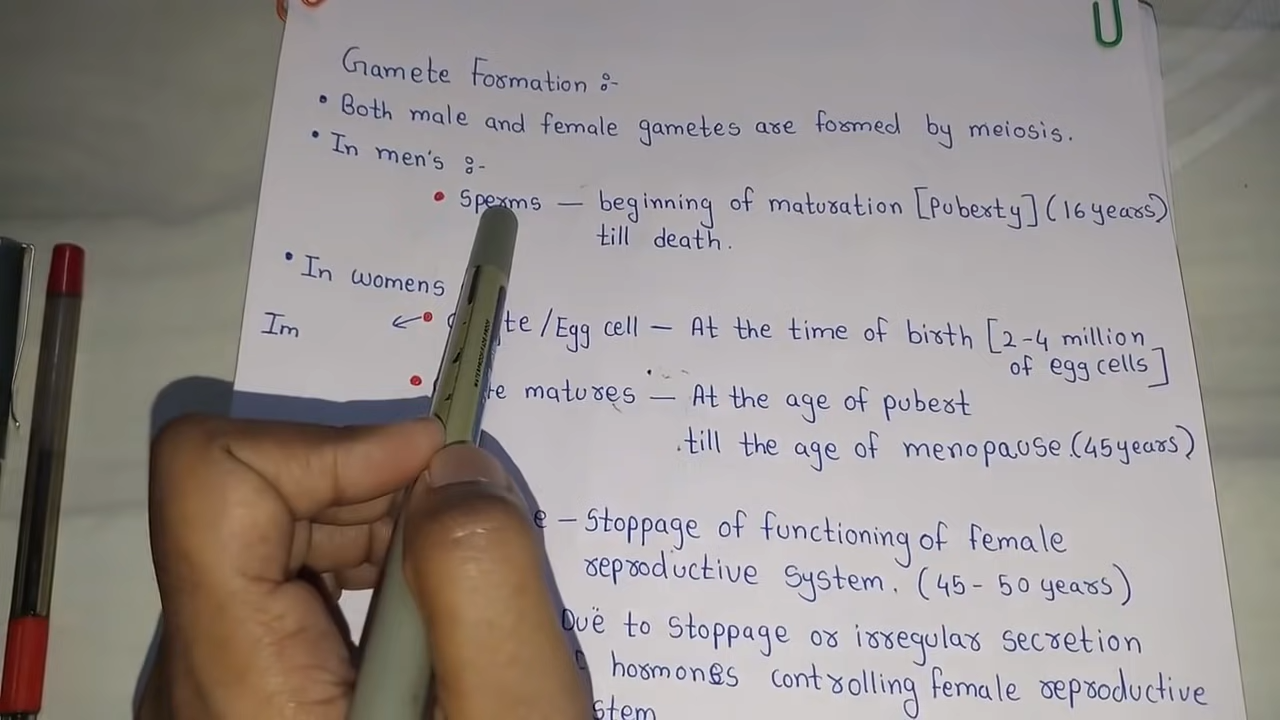 Gamete Formation :-
• Both male and female gametes are formed by meiosis.
• In men's :-
• Sperms — beginning of maturation [Puberty] (16 years)
till death.
• In womens
/Egg cell — At the time of birth [2-4 million
of egg cells]
Im
matures — At the age of pubert
till the age of menopause. (45 years)
— Stoppage of functioning of female
reproductive system. (45-50 years)
Due to stoppage or irregular secretion
hormones controlling female reproductive